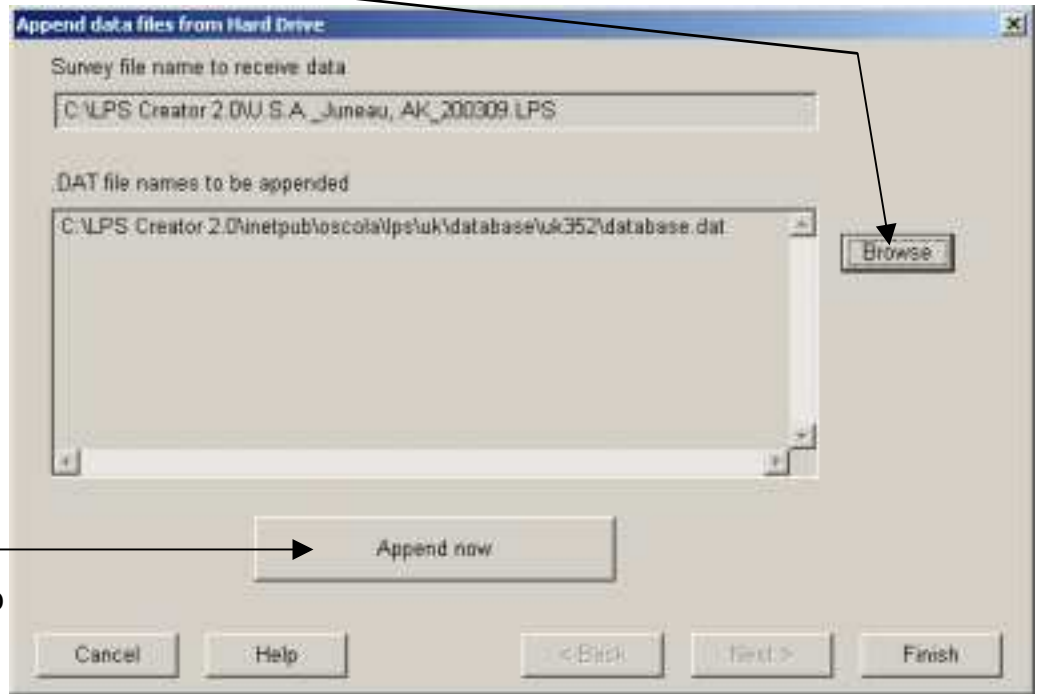 Append data files from Hard Drive
Survey file name to receive data
C:\LPS Creator 2.0\U.S.A._Juneau, AK_200309.LPS
.DAT file names to be appended
C:\LPS Creator 2.0\inetpub\oscola\lps\uk\database\uk352\database.dat
Browse
Append now
Cancel
Help
< Back
Next >
Finish